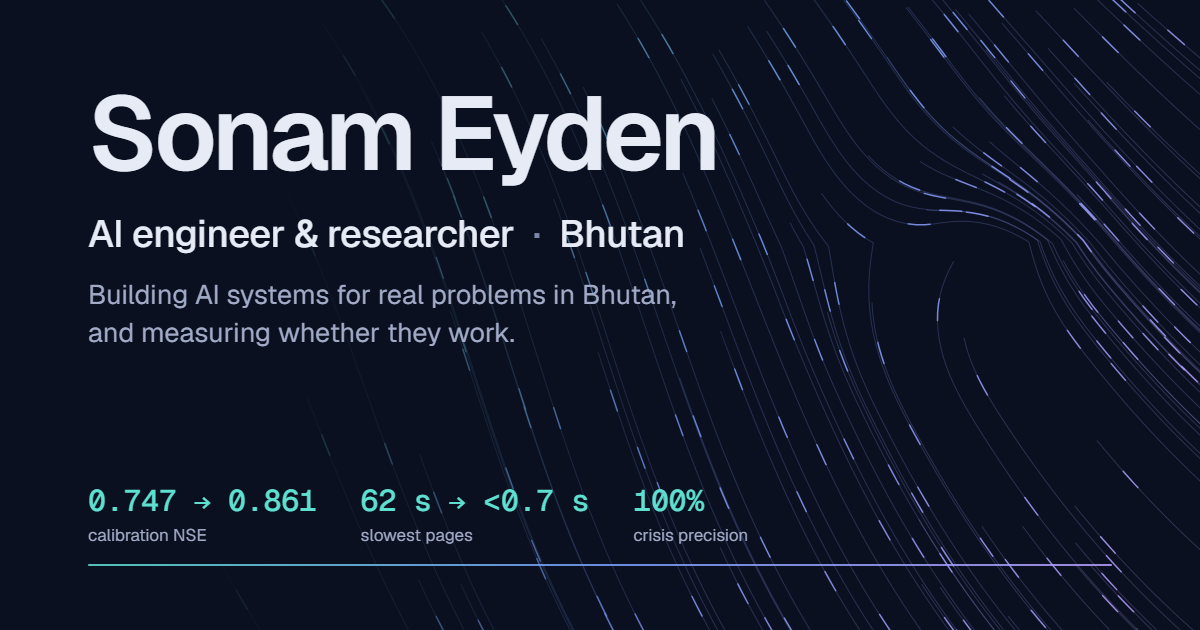 Sonam Eyden
AI engineer & researcher · Bhutan
Building AI systems for real problems in Bhutan,
and measuring whether they work.
0.747 → 0.861
calibration NSE
62 s → <0.7 s
slowest pages
100%
crisis precision